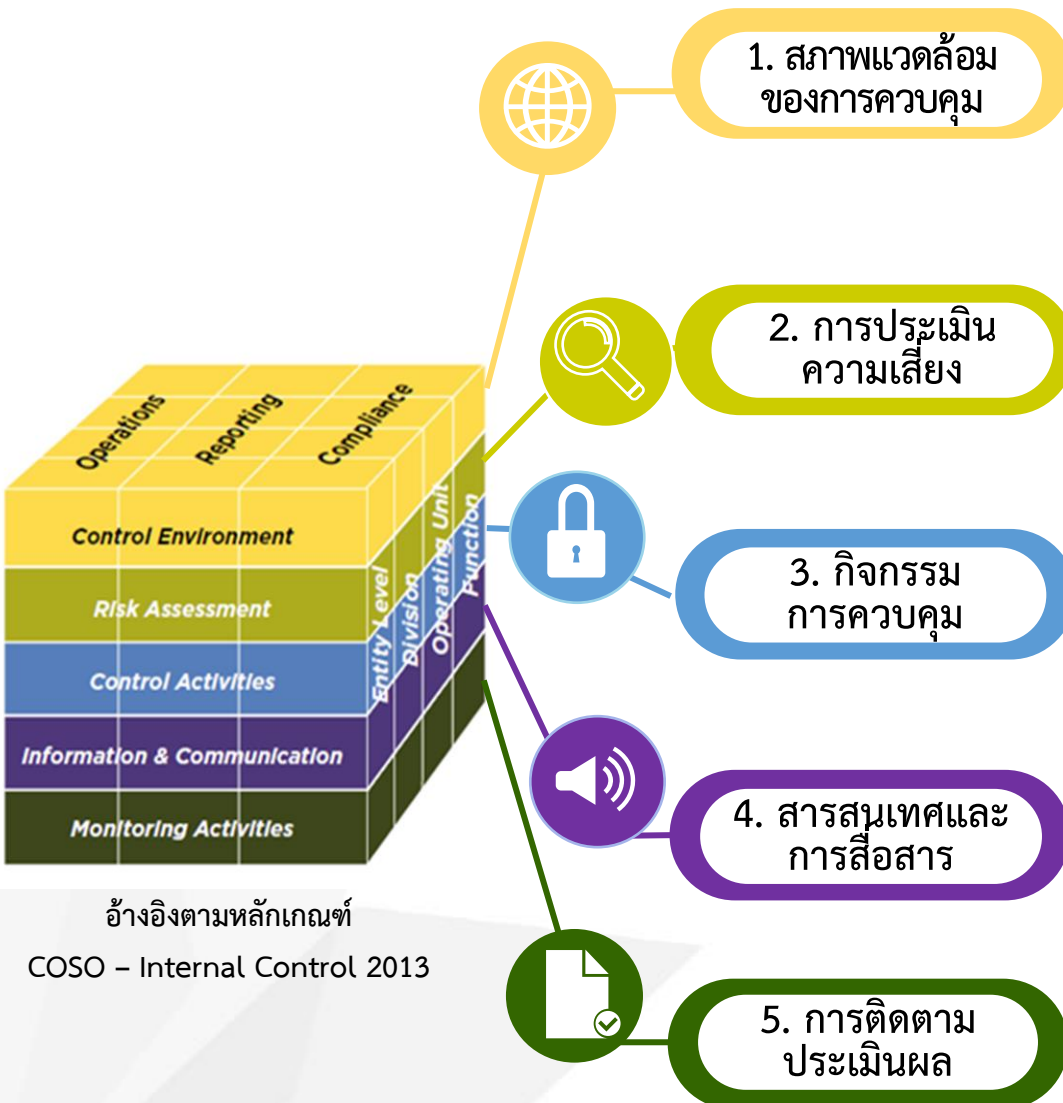 1. สภาพแวดล้อม
ของการควบคุม
2. การประเมิน
ความเสี่ยง
3. กิจกรรม
การควบคุม
4. สารสนเทศและ
การสื่อสาร
5. การติดตาม
ประเมินผล
Operations
Reporting
Compliance
Control Environment
Risk Assessment
Control Activities
Information & Communication
Monitoring Activities
Entity Level
Division
Operating Unit
Function
อ้างอิงตามหลักเกณฑ์
COSO – Internal Control 2013